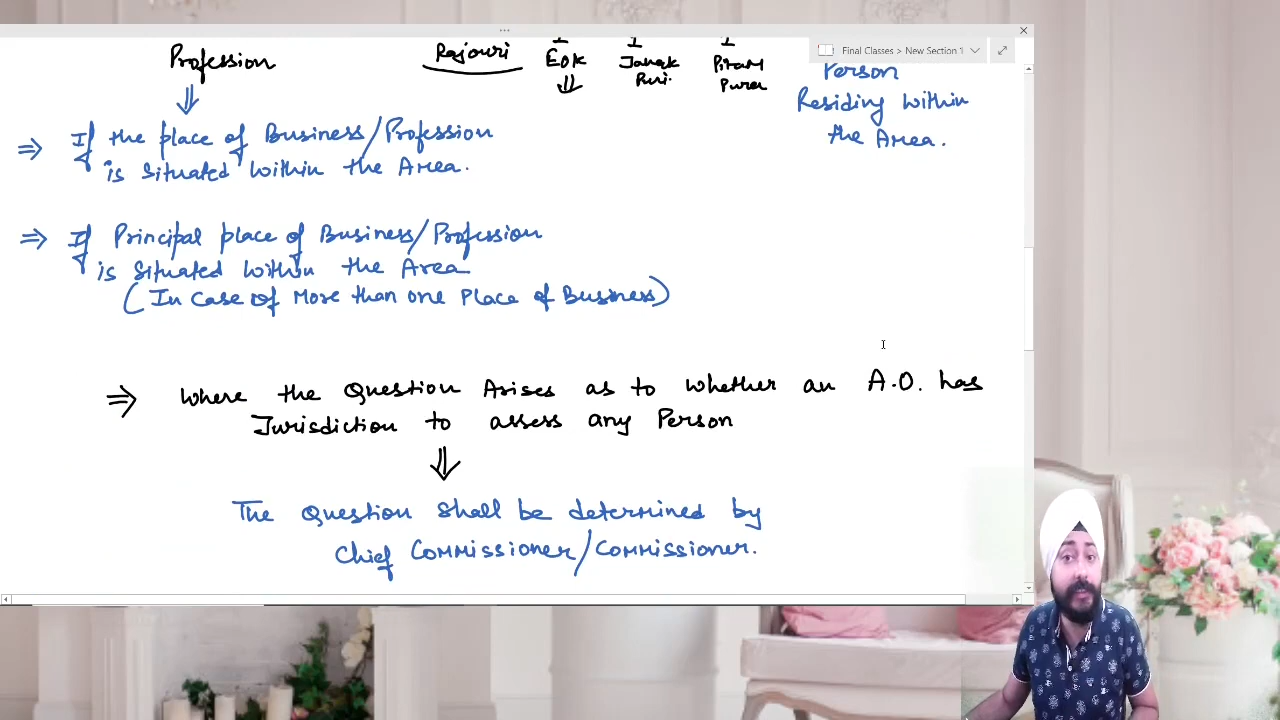 Final Classes > New Section 1
Profession
Rajouri
EOK
Janak
Puri.
Pitam
Pura
Person
Residing within
the Area.
⇒ If the place of Business/Profession
is situated within the Area.
⇒ If Principal place of Business/Profession
is situated within the Area
(In Case of More than one Place of Business)
⇒ Where the Question Arises as to whether an A.O. has
Jurisdiction to assess any Person
The Question shall be determined by
Chief Commissioner/Commissioner.